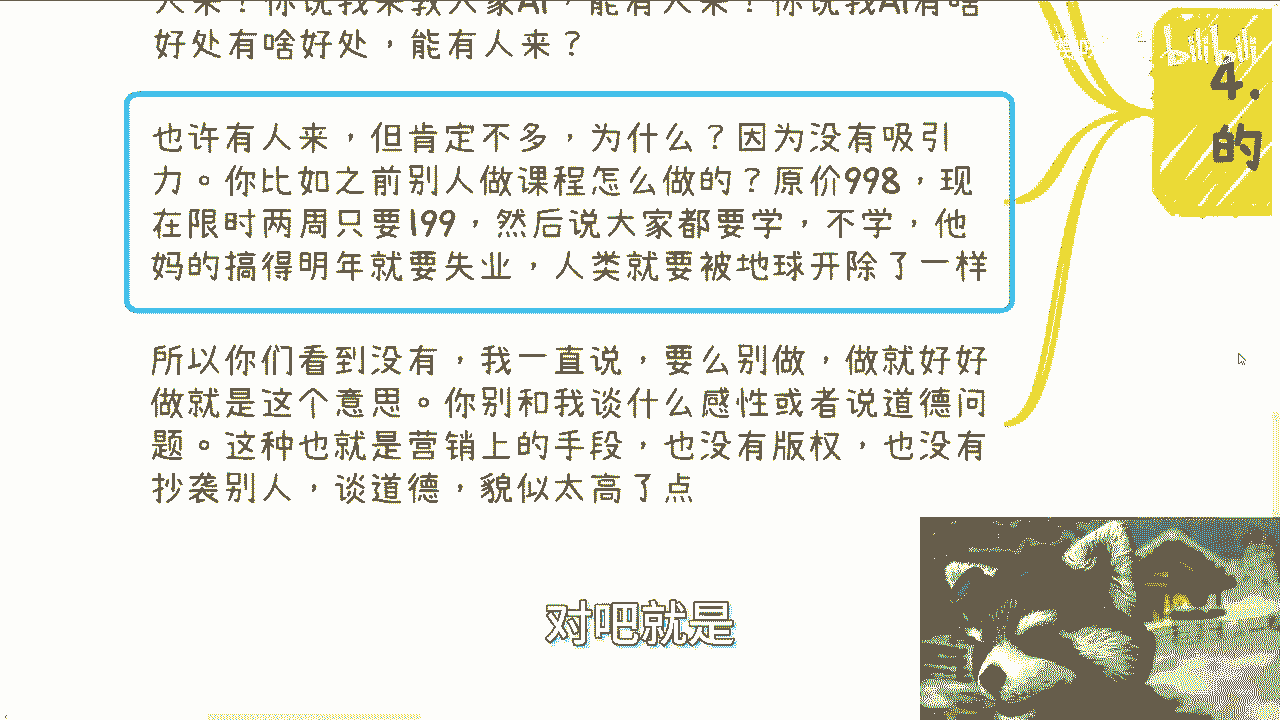 人来？你说我来教人家AI，能有人来？你说我AI有啥
好处有啥好处，能有人来？
也许有人来，但肯定不多，为什么？因为没有吸引
力。你比如之前别人做课程怎么做的？原价998，现
在限时两周只要199，然后说大家都要学，不学，他
妈的搞得明年就要失业，人类就要被地球开除了一样
所以你们看到没有，我一直说，要么别做，做就好好
做就是这个意思。你别和我谈什么感性或者说道德问
题。这种也就是营销上的手段，也没有版权，也没有
抄袭别人，谈道德，貌似太高了点
bilibili
4.
的
对吧就是